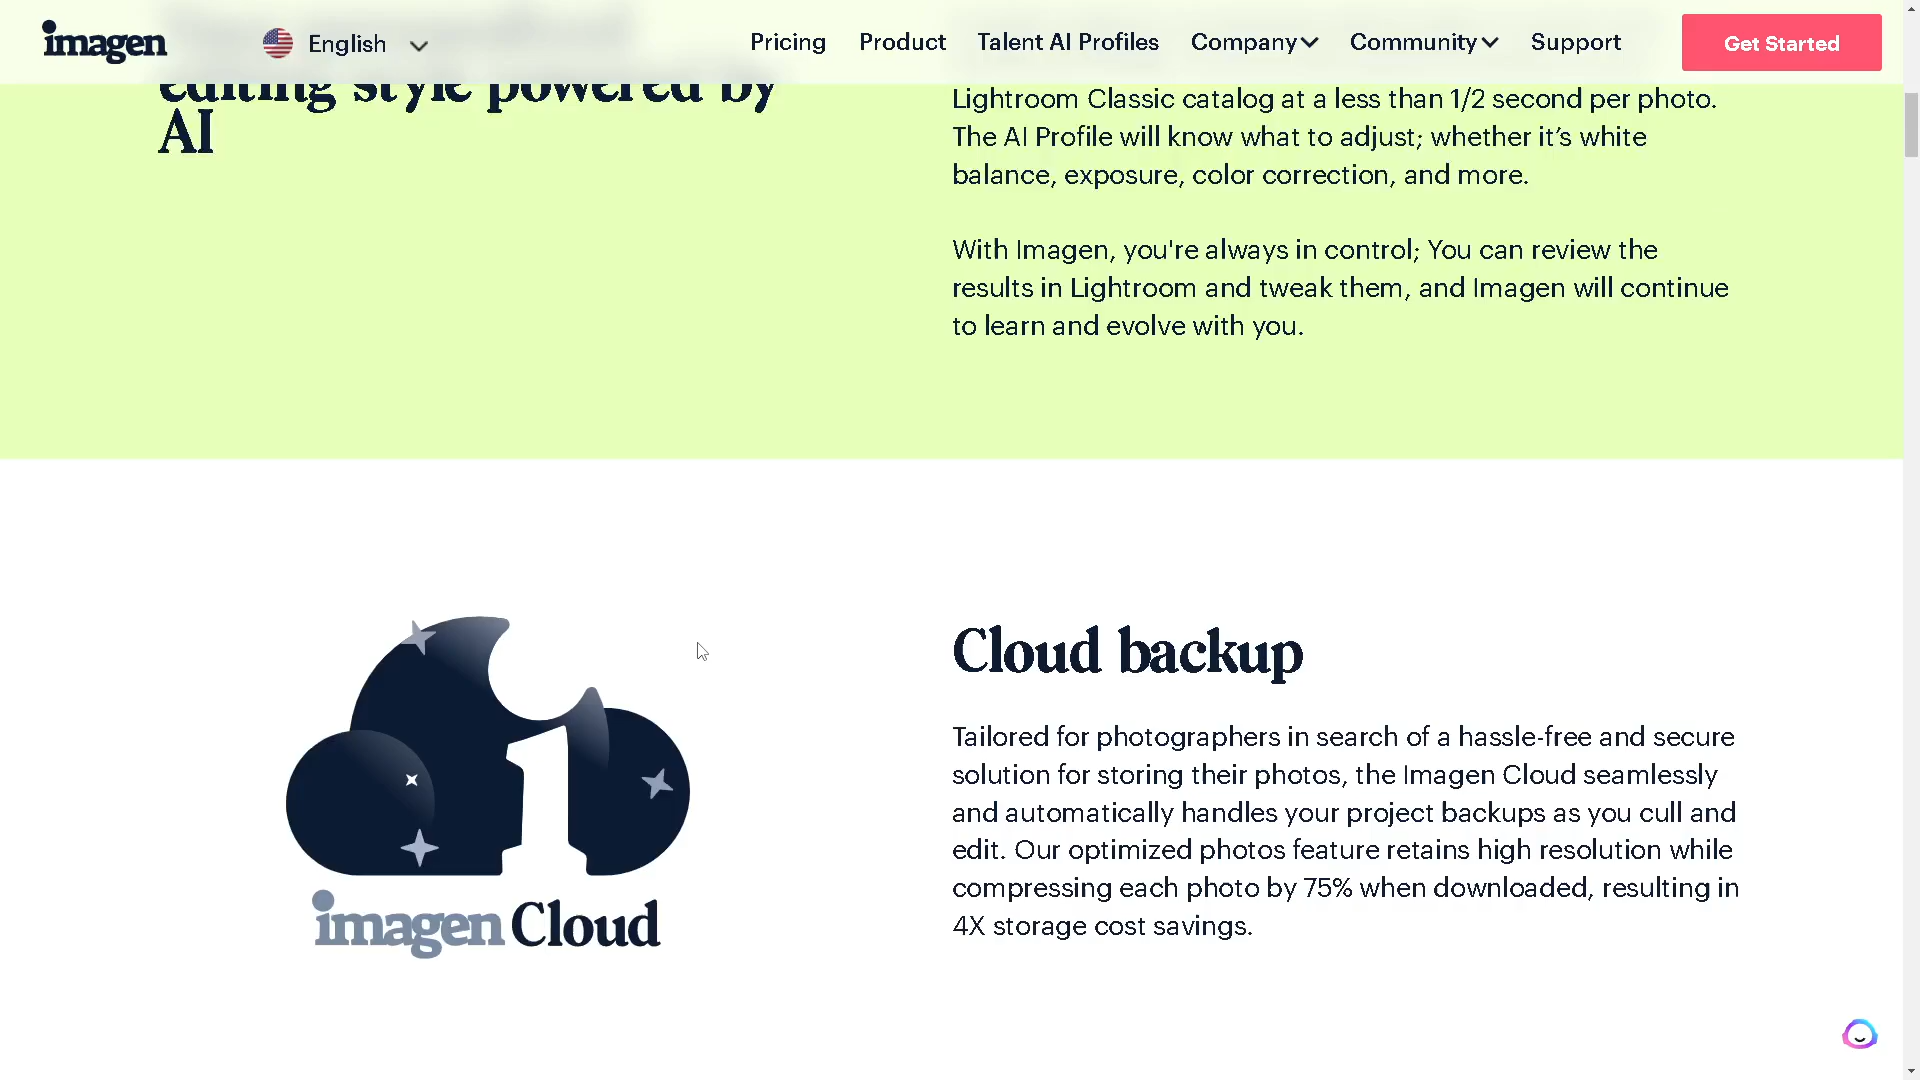 imagen
English
Pricing
Product
Talent AI Profiles
Company
Community
Support
Get Started
editing style powered by
AI
Lightroom Classic catalog at a less than 1/2 second per photo.
The AI Profile will know what to adjust; whether it’s white
balance, exposure, color correction, and more.
With Imagen, you're always in control; You can review the
results in Lightroom and tweak them, and Imagen will continue
to learn and evolve with you.
imagen Cloud
Cloud backup
Tailored for photographers in search of a hassle-free and secure
solution for storing their photos, the Imagen Cloud seamlessly
and automatically handles your project backups as you cull and
edit. Our optimized photos feature retains high resolution while
compressing each photo by 75% when downloaded, resulting in
4X storage cost savings.